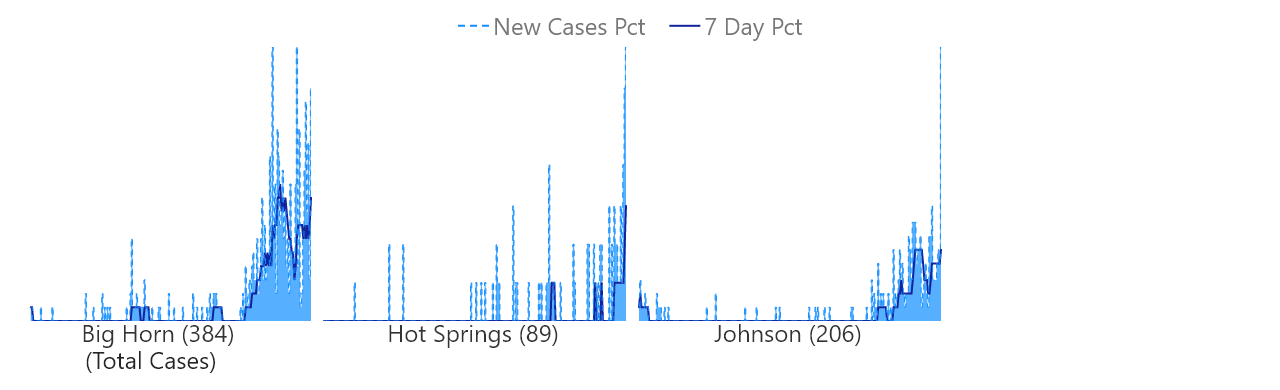 New Cases Pct 7 Day Pct
Big Horn (384) Hot Springs (89) Johnson (206)
(Total Cases)